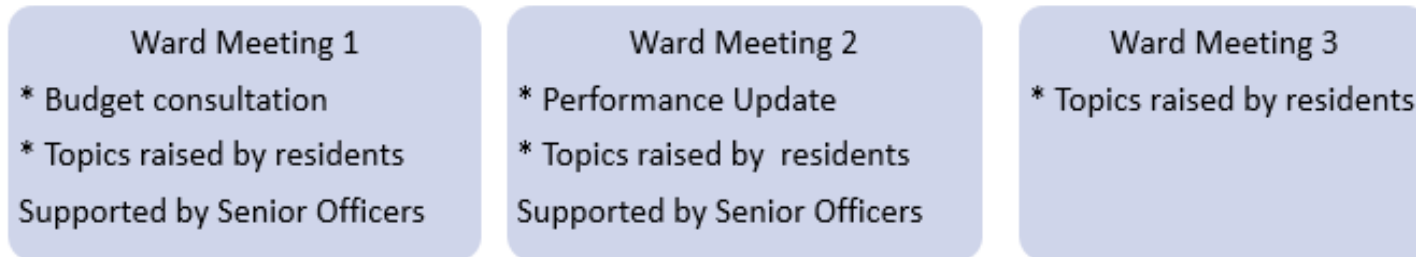 Ward Meeting 1
* Budget consultation
* Topics raised by residents
Supported by Senior Officers
Ward Meeting 2
* Performance Update
* Topics raised by  residents
Supported by Senior Officers
Ward Meeting 3
* Topics raised by residents